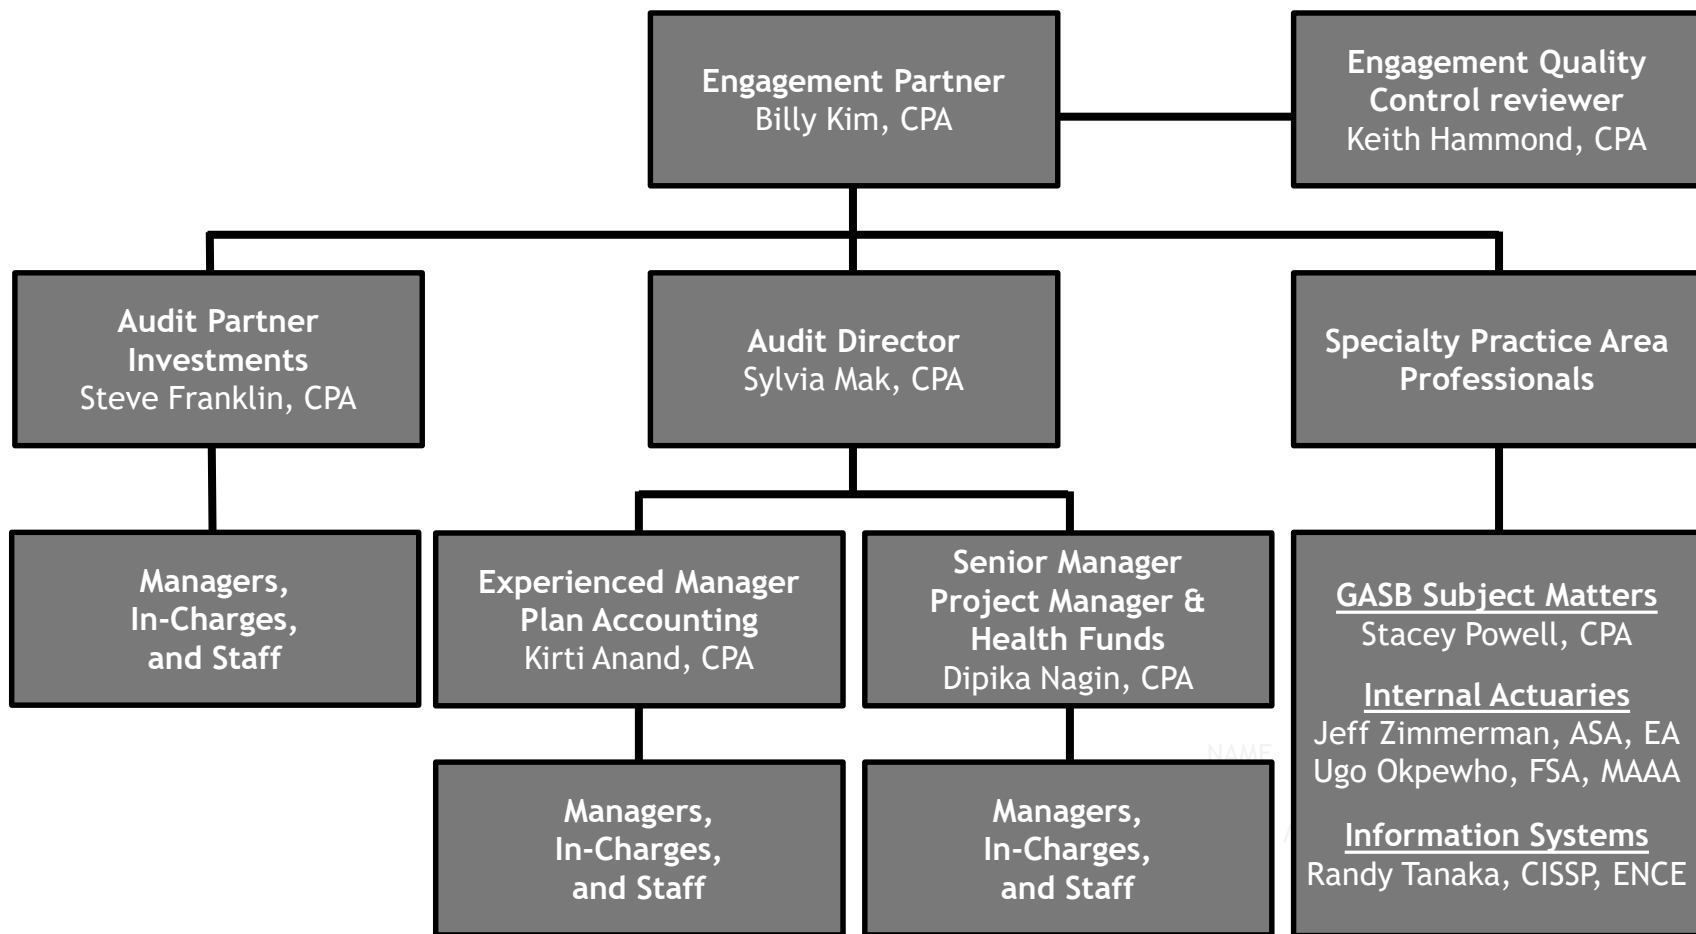 Engagement Partner
Billy Kim, CPA
Engagement Quality
Control reviewer
Keith Hammond, CPA
Audit Partner
Investments
Steve Franklin, CPA
Audit Director
Sylvia Mak, CPA
Specialty Practice Area
Professionals
Managers,
In-Charges,
and Staff
Experienced Manager
Plan Accounting
Kirti Anand, CPA
Senior Manager
Project Manager &
Health Funds
Dipika Nagin, CPA
GASB Subject Matters
Stacey Powell, CPA
Internal Actuaries
Jeff Zimmerman, ASA, EA
Ugo Okpewho, FSA, MAAA
Information Systems
Randy Tanaka, CISSP, ENCE
NAME
Managers,
In-Charges,
and Staff
Managers,
In-Charges,
and Staff